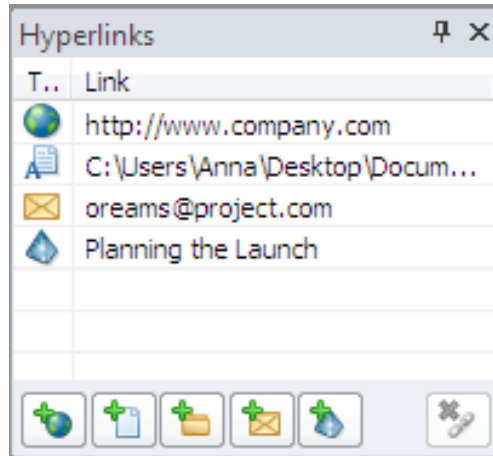 Hyperlinks
T.. Link
http://www.company.com
C:\Users\Anna\Desktop\Docum...
oreams@project.com
Planning the Launch